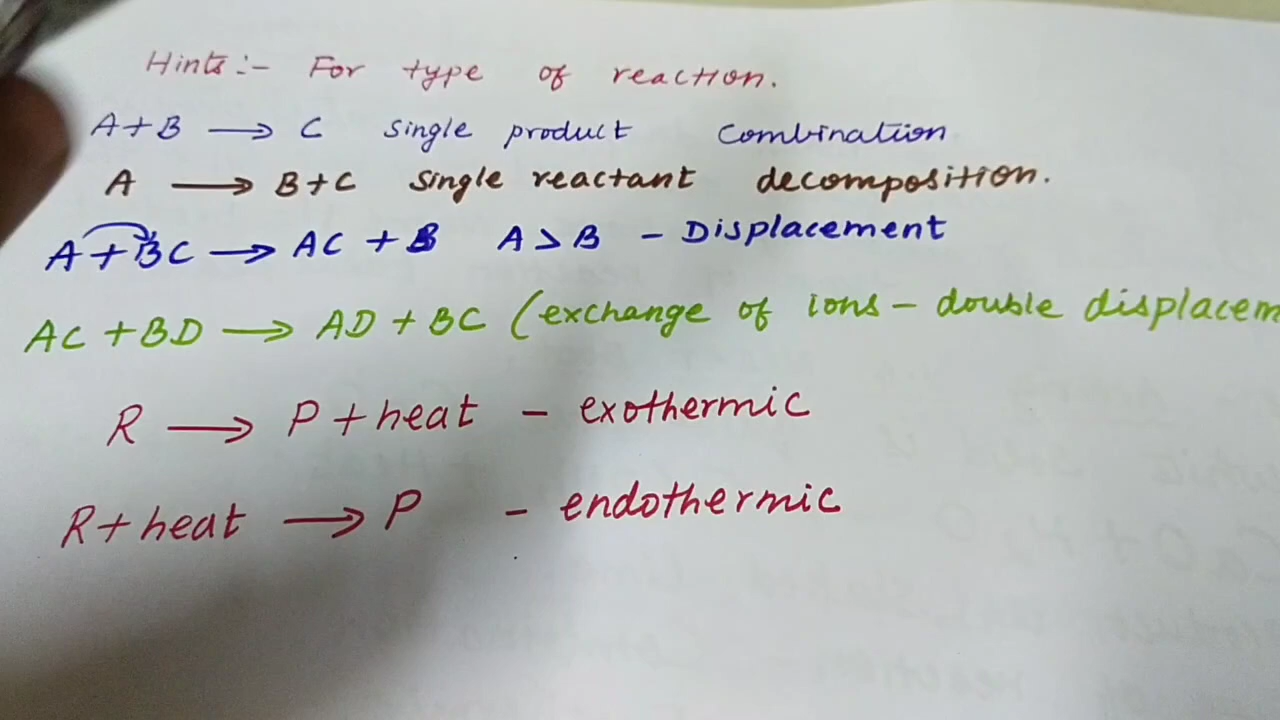 Hints:- For type of reaction.
A+B → C single product combination
A → B+C single reactant decomposition.
A + BC → AC + B A > B - Displacement
AC + BD → AD + BC (exchange of ions - double displacem
R → P + heat - exothermic
R + heat → P - endothermic